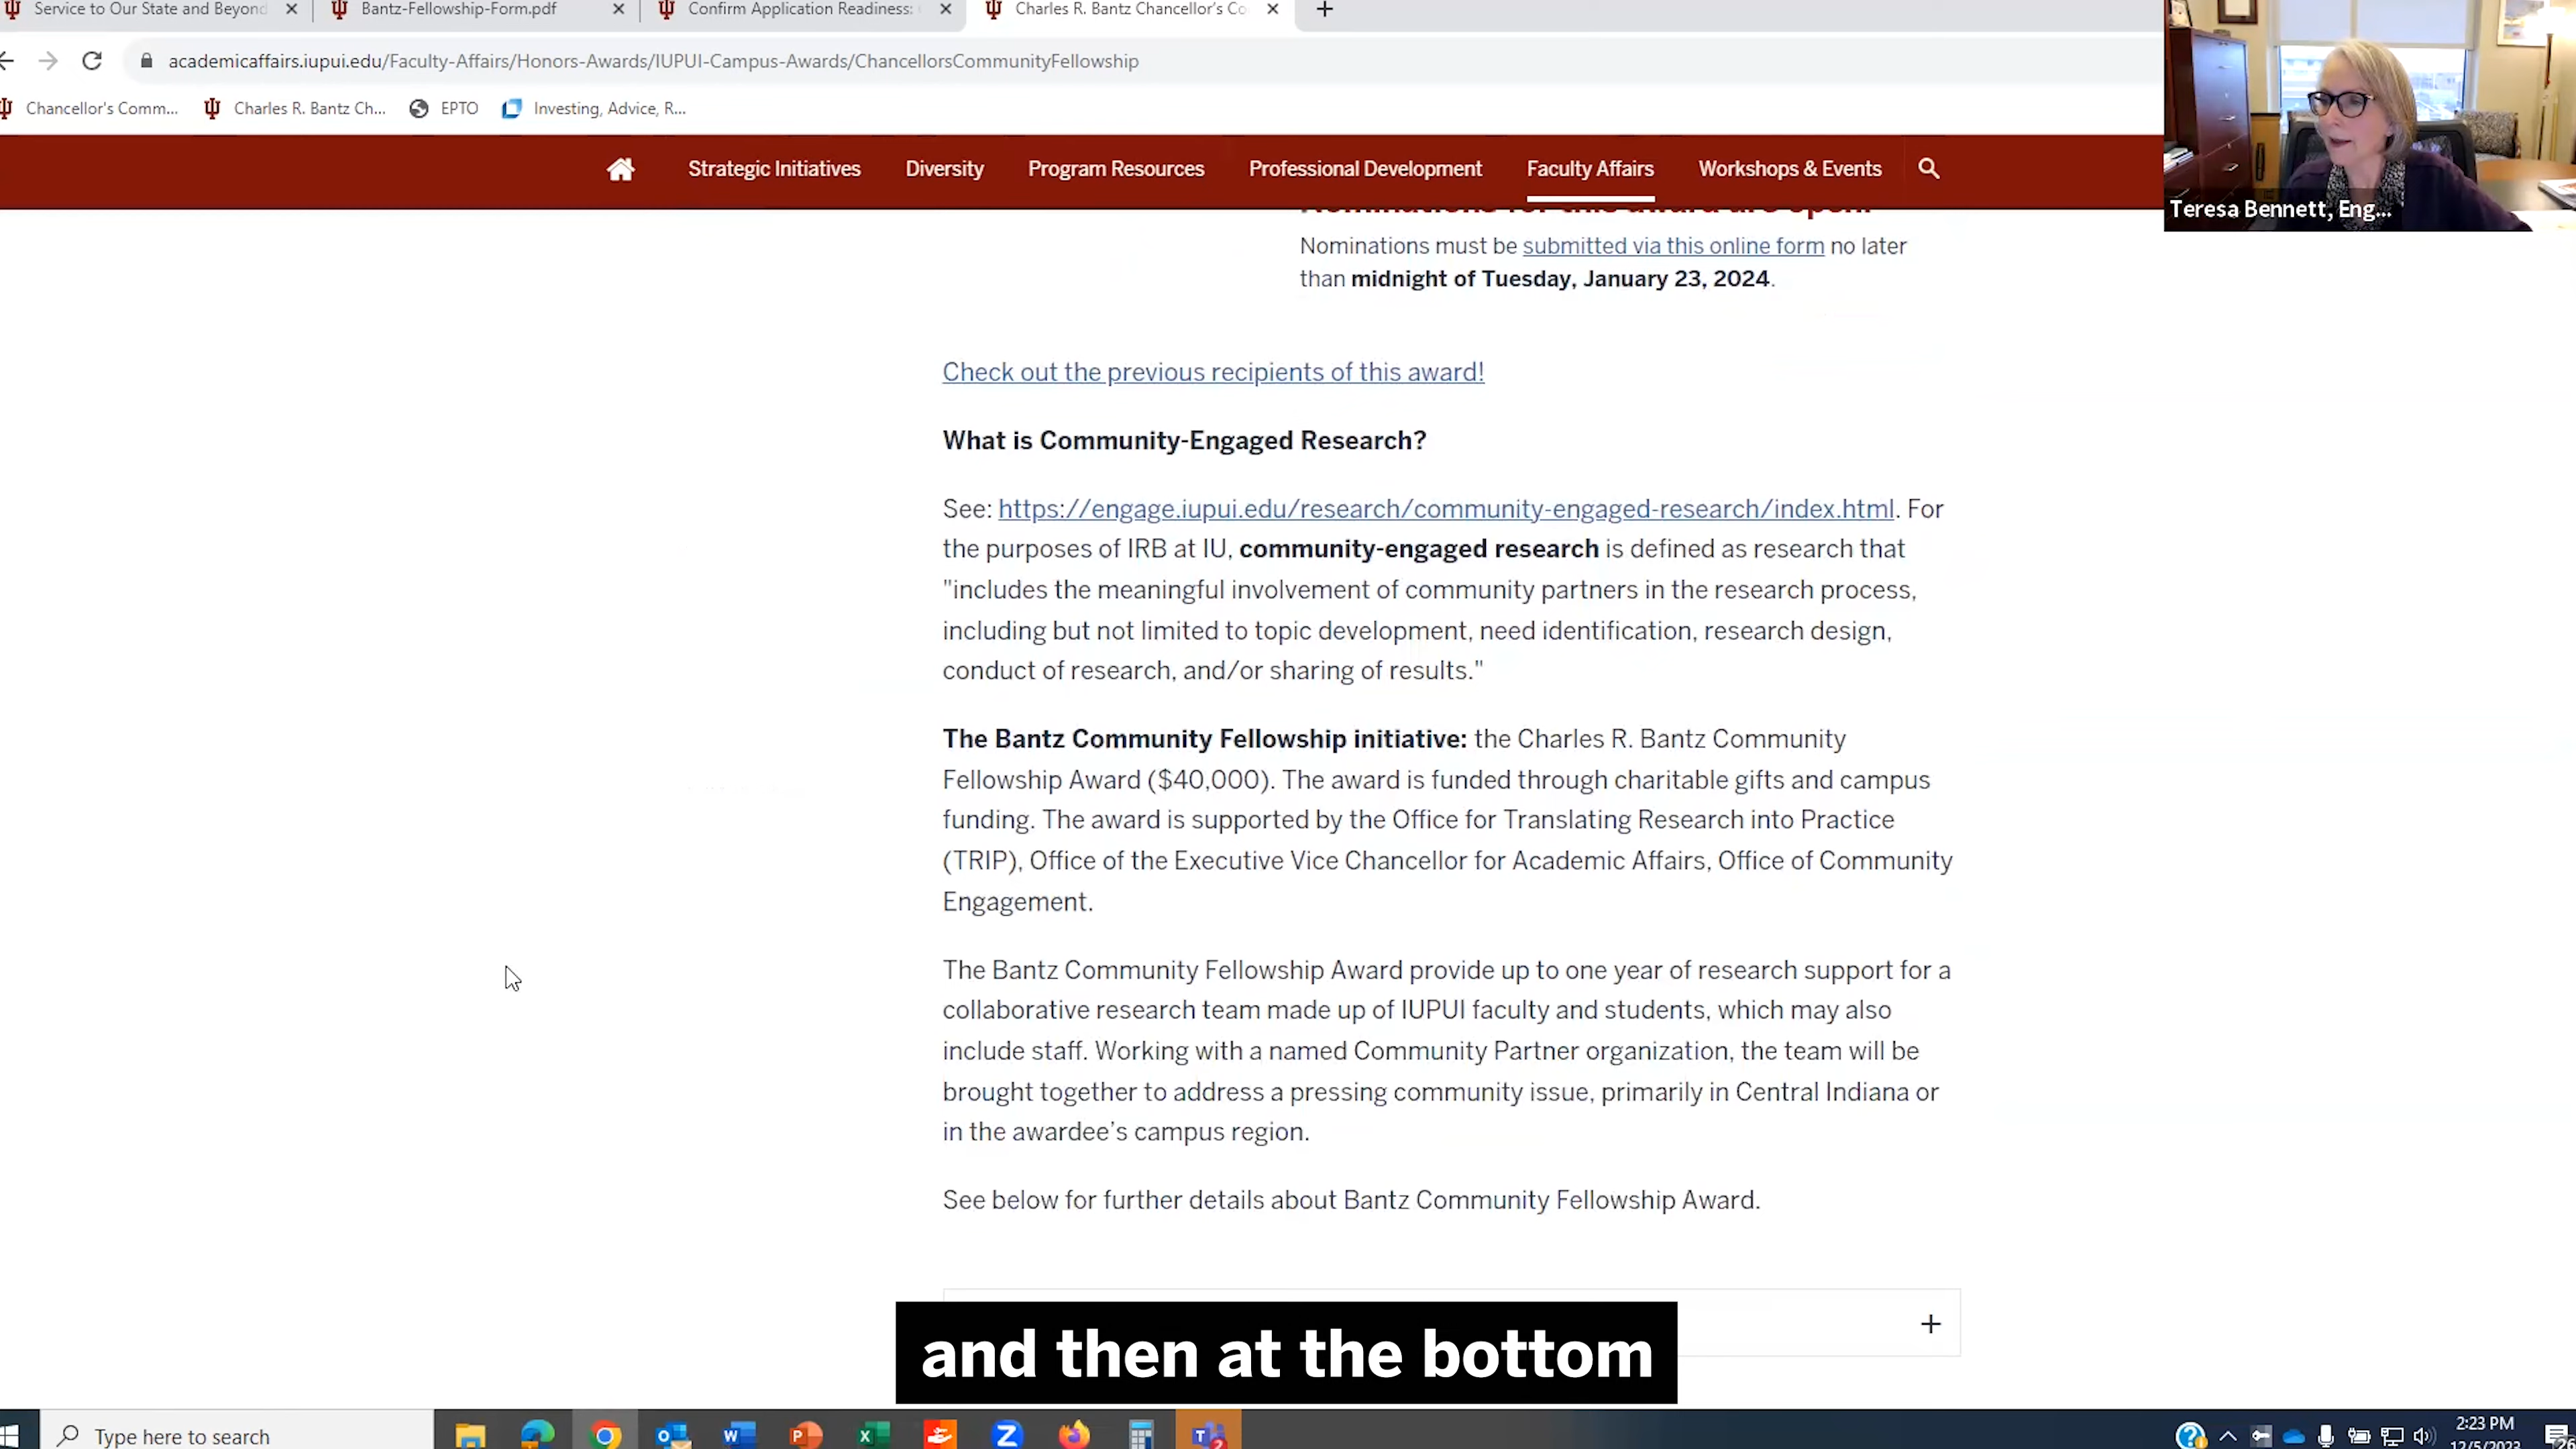 Service to Our State and Beyond
Bantz-Fellowship-Form.pdf
Confirm Application Readiness:
Charles R. Bantz Chancellor's Co
academicaffairs.iupui.edu/Faculty-Affairs/Honors-Awards/IUPUI-Campus-Awards/ChancellorsCommunityFellowship
Chancellor's Comm...
Charles R. Bantz Ch...
EPTO
Investing, Advice, R...
Strategic Initiatives
Diversity
Program Resources
Professional Development
Faculty Affairs
Workshops & Events
Teresa Bennett, Eng...
Nominations for this award are open!
Nominations must be submitted via this online form no later
than midnight of Tuesday, January 23, 2024.
Check out the previous recipients of this award!
What is Community-Engaged Research?
See: https://engage.iupui.edu/research/community-engaged-research/index.html. For
the purposes of IRB at IU, community-engaged research is defined as research that
"includes the meaningful involvement of community partners in the research process,
including but not limited to topic development, need identification, research design,
conduct of research, and/or sharing of results."
The Bantz Community Fellowship initiative: the Charles R. Bantz Community
Fellowship Award ($40,000). The award is funded through charitable gifts and campus
funding. The award is supported by the Office for Translating Research into Practice
(TRIP), Office of the Executive Vice Chancellor for Academic Affairs, Office of Community
Engagement.
The Bantz Community Fellowship Award provide up to one year of research support for a
collaborative research team made up of IUPUI faculty and students, which may also
include staff. Working with a named Community Partner organization, the team will be
brought together to address a pressing community issue, primarily in Central Indiana or
in the awardee's campus region.
See below for further details about Bantz Community Fellowship Award.
and then at the bottom
Type here to search
2:23 PM
12/5/2023